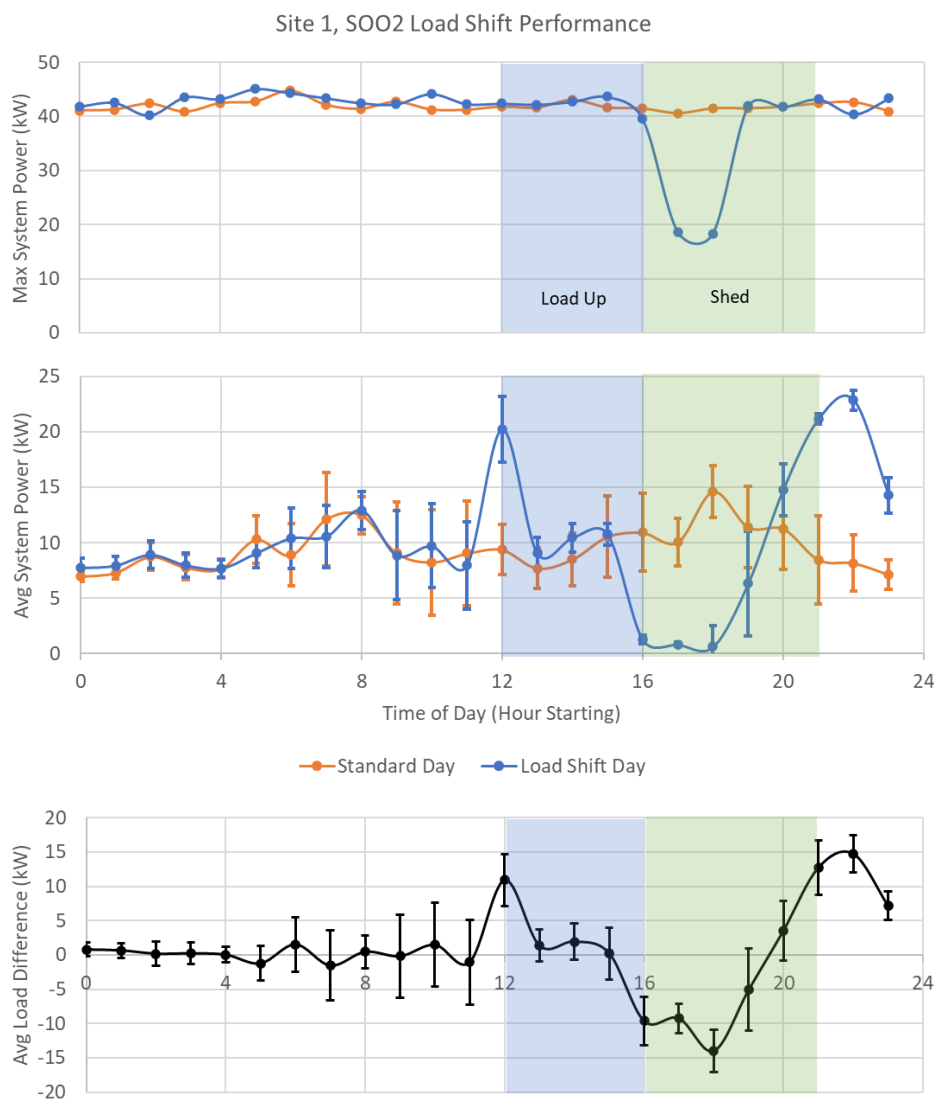 Site 1, SOO2 Load Shift Performance
Max System Power (kW)
50
40
30
20
10
0
Load Up
Shed
Avg System Power (kW)
25
20
15
10
5
0
0 4 8 12 16 20 24
Time of Day (Hour Starting)
Standard Day Load Shift Day
Avg Load Difference (kW)
20
15
10
5
0
-5
-10
-15
-20
0 4 8 12 16 20 24